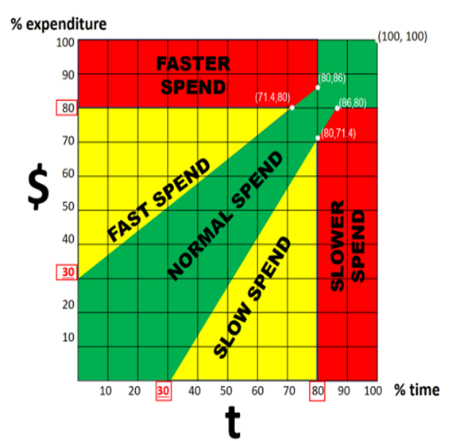 % expenditure
100
(100, 100)
FASTER
SPEND
90
(80,86)
(71.4,80)
(86,80)
80
(80,71.4)
70
60
$
50
40
30
20
10
FAST SPEND
NORMAL SPEND
SLOW SPEND
SLOWER
SPEND
10 20 30 40 50 60 70 80 90 100 % time
t